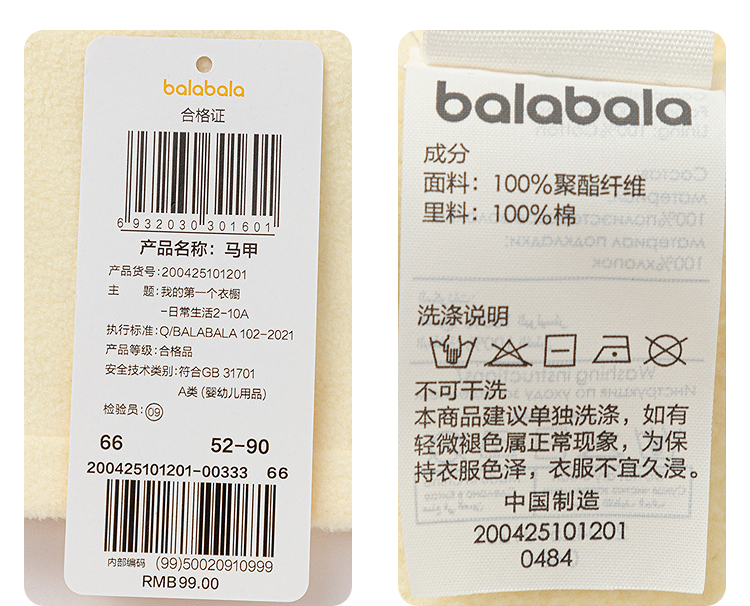 balabala
合格证
6 932030 301601
产品名称：马甲
产品货号：200425101201
主 题：我的第一个衣橱
-日常生活2-10A
执行标准：Q/BALABALA 102-2021
产品等级：合格品
安全技术类别：符合GB 31701
A类 (婴幼儿用品)
检验员：09
66 52-90
200425101201-00333 66
内部编码 (99)50020910999
RMB99.00
balabala
成分
面料：100%聚酯纤维
里料：100%棉
洗涤说明
不可干洗
本商品建议单独洗涤，如有
轻微褪色属正常现象，为保
持衣服色泽，衣服不宜久浸。
中国制造
200425101201
0484